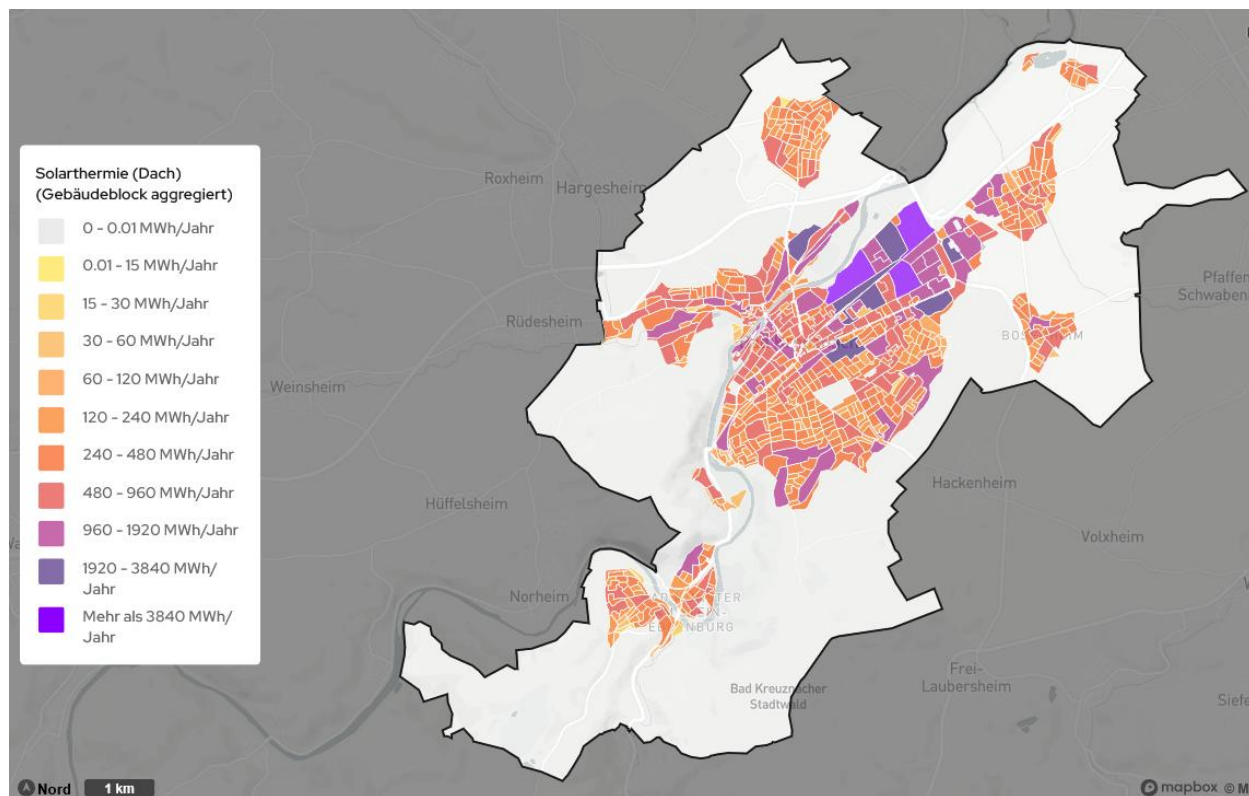 Solarthermie (Dach)
(Gebäudeblock aggregiert)
0 - 0.01 MWh/Jahr
0.01 - 15 MWh/Jahr
15 - 30 MWh/Jahr
30 - 60 MWh/Jahr
60 - 120 MWh/Jahr
120 - 240 MWh/Jahr
240 - 480 MWh/Jahr
480 - 960 MWh/Jahr
960 - 1920 MWh/Jahr
1920 - 3840 MWh/
Jahr
Mehr als 3840 MWh/
Jahr
Roxheim
Hargesheim
Rüdesheim
Weinsheim
Hüffelsheim
Norheim
Pfaffen
Schwaben
Hackenheim
Volxheim
Bad Kreuznacher
Stadtwald
Frei-
Laubersheim
Siefe
Nord
1 km
mapbox © M